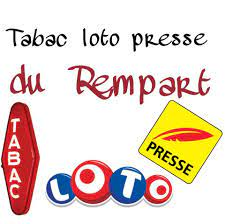 Tabac loto presse
du Rempart
TABAC
LOTO
PRESSE